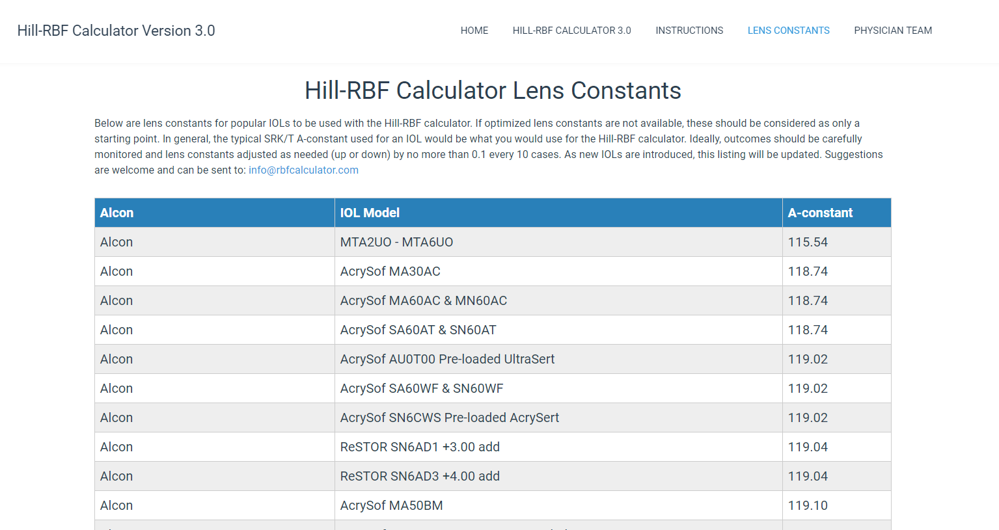 Hill-RBF Calculator Version 3.0
HOME HILL-RBF CALCULATOR 3.0 INSTRUCTIONS LENS CONSTANTS PHYSICIAN TEAM
Hill-RBF Calculator Lens Constants
Below are lens constants for popular IOLs to be used with the Hill-RBF calculator. If optimized lens constants are not available, these should be considered as only a
starting point. In general, the typical SRK/T A-constant used for an IOL would be what you would use for the Hill-RBF calculator. Ideally, outcomes should be carefully
monitored and lens constants adjusted as needed (up or down) by no more than 0.1 every 10 cases. As new IOLs are introduced, this listing will be updated. Suggestions
are welcome and can be sent to: info@rbfcalculator.com
Alcon IOL Model A-constant
Alcon MTA2UO - MTA6UO 115.54
Alcon AcrySof MA30AC 118.74
Alcon AcrySof MA60AC & MN60AC 118.74
Alcon AcrySof SA60AT & SN60AT 118.74
Alcon AcrySof AU0T00 Pre-loaded UltraSert 119.02
Alcon AcrySof SA60WF & SN60WF 119.02
Alcon AcrySof SN6CWS Pre-loaded AcrySert 119.02
Alcon ReSTOR SN6AD1 +3.00 add 119.04
Alcon ReSTOR SN6AD3 +4.00 add 119.04
Alcon AcrySof MA50BM 119.10